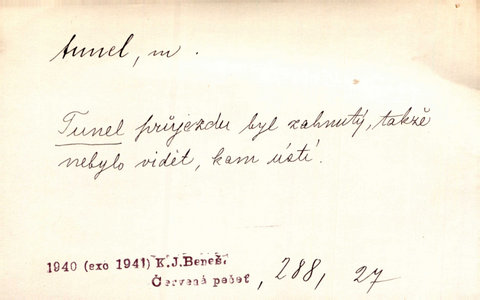 tunel, m.
Tunel průjezdu byl zahnutý, takže
nebylo vidět, kam ústí.
1940 (exo 1941) K.J.Beneš:
Červená pečeť, 288, 27